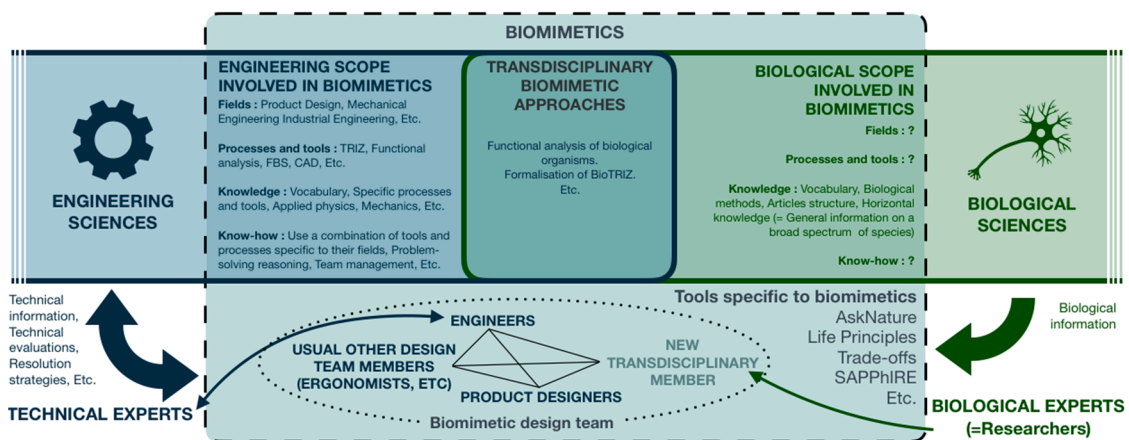 BIOMIMETICS
ENGINEERING
SCIENCES
ENGINEERING SCOPE
INVOLVED IN BIOMIMETICS
Fields : Product Design, Mechanical
Engineering Industrial Engineering, Etc.
Processes and tools : TRIZ, Functional
analysis, FBS, CAD, Etc.
Knowledge : Vocabulary, Specific processes
and tools, Applied physics, Mechanics, Etc.
Know-how : Use a combination of tools and
processes specific to their fields, Problem-
solving reasoning, Team management, Etc.
TRANSDISCIPLINARY
BIOMIMETIC
APPROACHES
Functional analysis of biological
organisms.
Formalisation of BioTRIZ.
Etc.
BIOLOGICAL SCOPE
INVOLVED IN
BIOMIMETICS
Fields : ?
Processes and tools : ?
Knowledge : Vocabulary, Biological
methods, Articles structure, Horizontal
knowledge (= General information on a
broad spectrum of species)
Know-how : ?
BIOLOGICAL
SCIENCES
Technical
information,
Technical
evaluations,
Resolution
strategies, Etc.
TECHNICAL EXPERTS
ENGINEERS
USUAL OTHER DESIGN
TEAM MEMBERS
(ERGONOMISTS, ETC)
NEW
TRANSDISCIPLINARY
MEMBER
PRODUCT DESIGNERS
Biomimetic design team
Tools specific to biomimetics
AskNature
Life Principles
Trade-offs
SAPPhIRE
Etc.
Biological
information
BIOLOGICAL EXPERTS
(=Researchers)